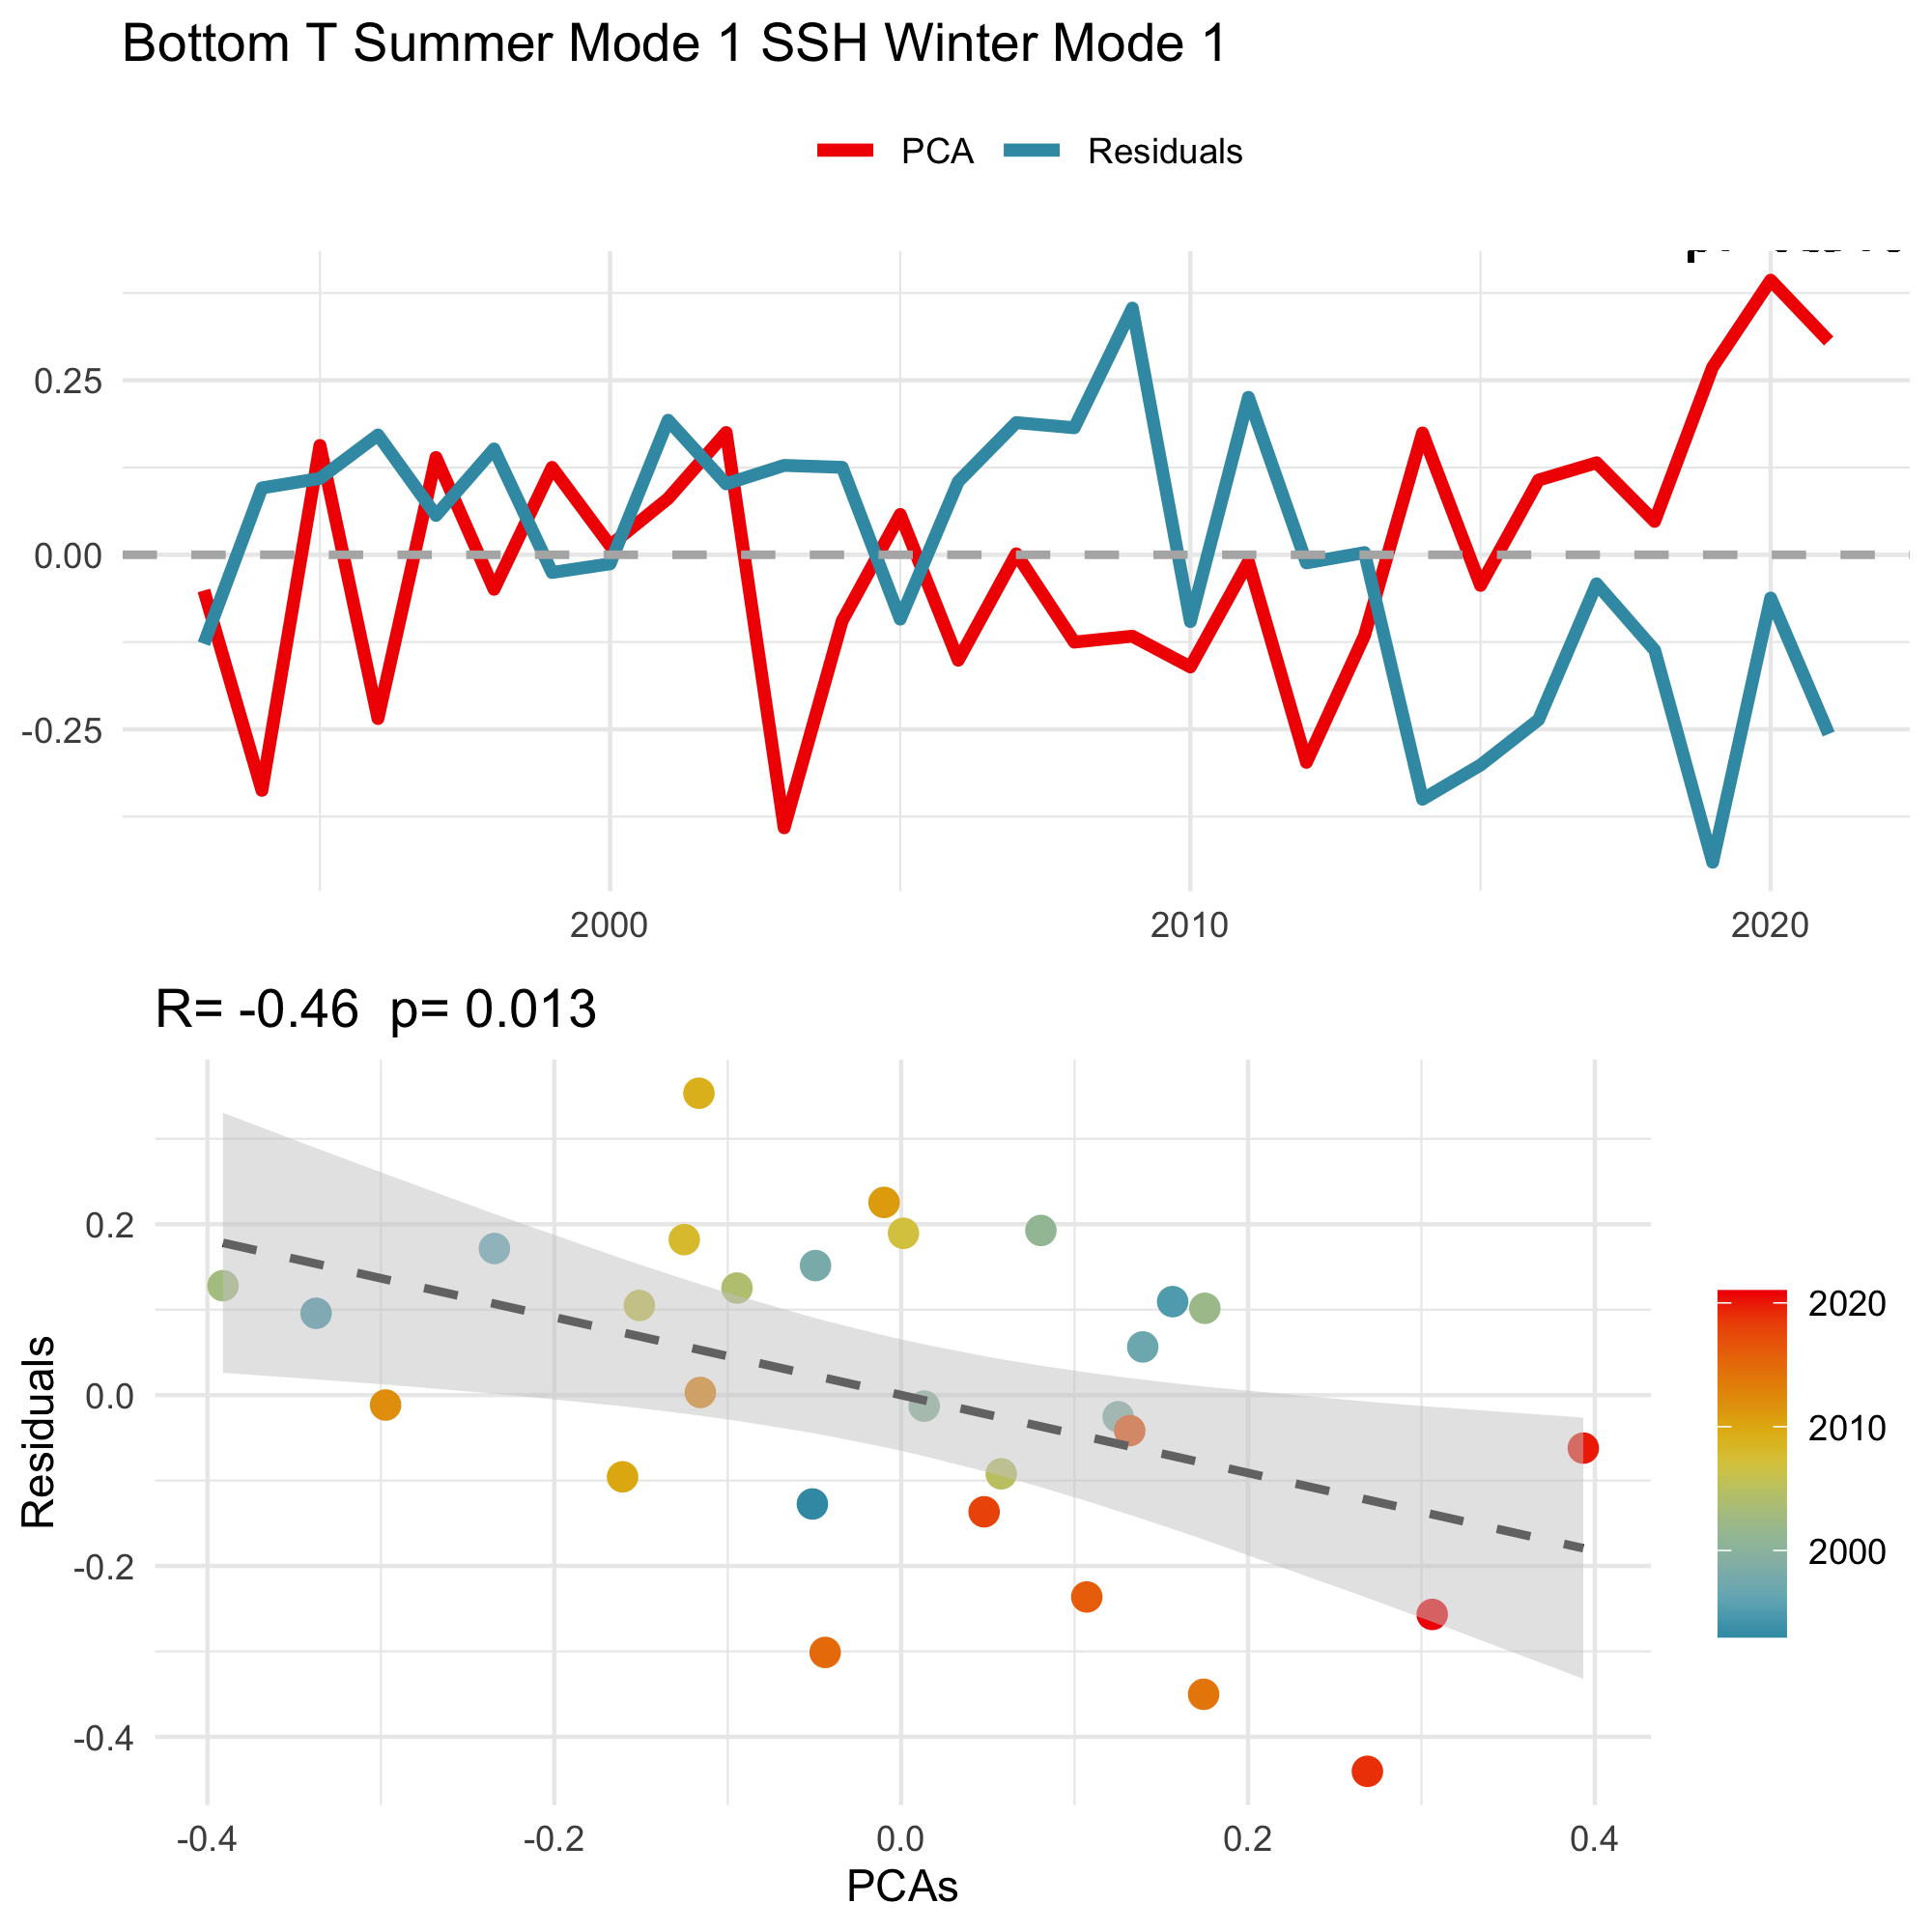 Bottom T Summer Mode 1 SSH Winter Mode 1
PCA Residuals
0.25
0.00
-0.25
2000 2010 2020
R= -0.46 p= 0.013
Residuals
0.2
0.0
-0.2
-0.4
-0.4 -0.2 0.0 0.2 0.4
PCAs
2020
2010
2000